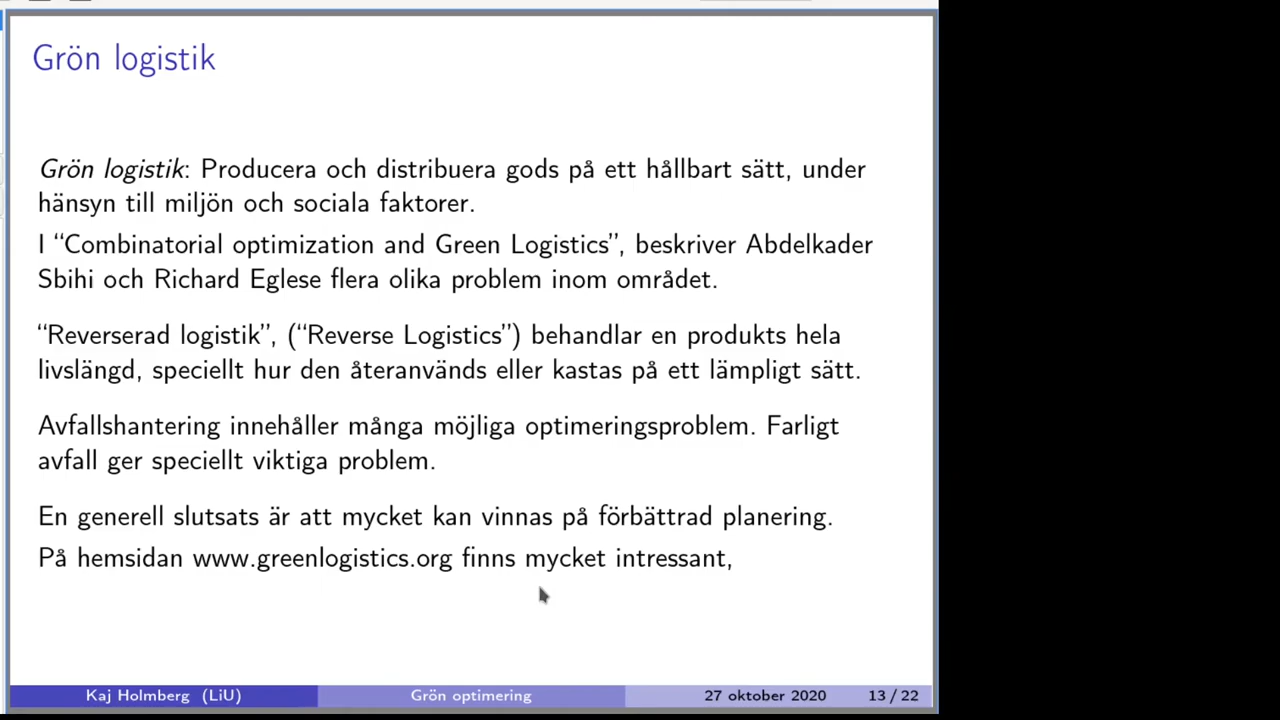 Grön logistik
Grön logistik: Producera och distribuera gods på ett hållbart sätt, under
hänsyn till miljön och sociala faktorer.
I “Combinatorial optimization and Green Logistics”, beskriver Abdelkader
Sbihi och Richard Eglese flera olika problem inom området.
“Reverserad logistik”, (“Reverse Logistics”) behandlar en produkts hela
livslängd, speciellt hur den återanvänds eller kastas på ett lämpligt sätt.
Avfallshantering innehåller många möjliga optimeringsproblem. Farligt
avfall ger speciellt viktiga problem.
En generell slutsats är att mycket kan vinnas på förbättrad planering.
På hemsidan www.greenlogistics.org finns mycket intressant,
Kaj Holmberg (LiU) Grön optimering 27 oktober 2020 13 / 22